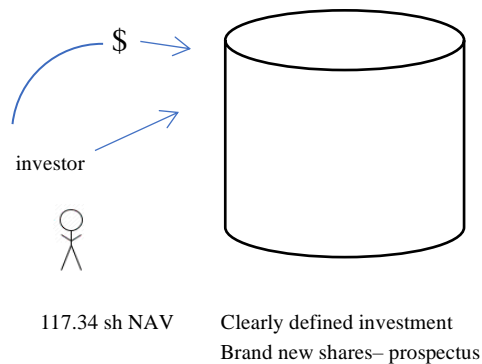 $
investor
117.34 sh NAV
Clearly defined investment
Brand new shares– prospectus